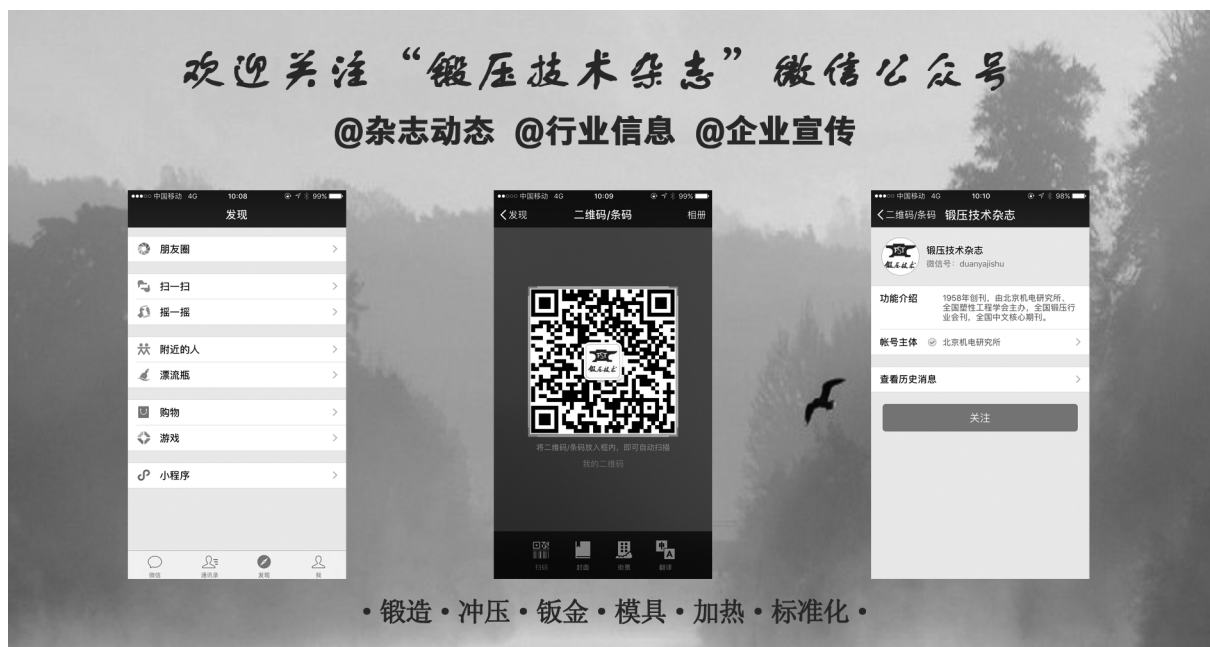 欢迎关注“锻压技术杂志”微信公众号
@杂志动态 @行业信息 @企业宣传
中国移动 4G 10:08 99%
发现
朋友圈
扫一扫
摇一摇
附近的人
漂流瓶
购物
游戏
小程序
微信 通讯录 发现 我
中国移动 4G 10:09 99%
发现 二维码/条码 相册
锻压技术
将二维码/条码放入框内，即可自动扫描
我的二维码
扫码 封面 街景 翻译
中国移动 4G 10:10 98%
二维码/条码 锻压技术杂志
锻压技术
锻压技术杂志
微信号：duanyajishu
功能介绍 1958年创刊，由北京机电研究所、
全国塑性工程学会主办，全国锻压行
业会刊，全国中文核心期刊。
帐号主体 北京机电研究所
查看历史消息
关注
•锻造•冲压•钣金•模具•加热•标准化•